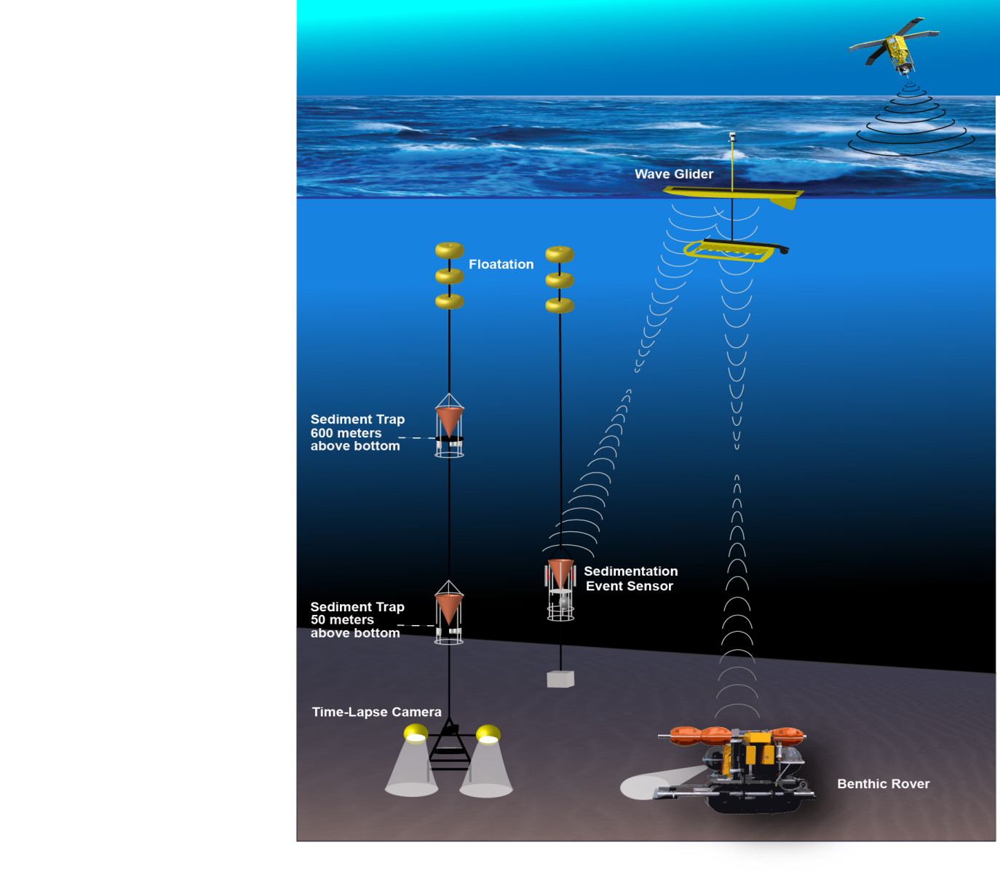 Wave Glider
Floatation
Sediment Trap
600 meters
above bottom
Sedimentation
Event Sensor
Sediment Trap
50 meters
above bottom
Time-Lapse Camera
Benthic Rover